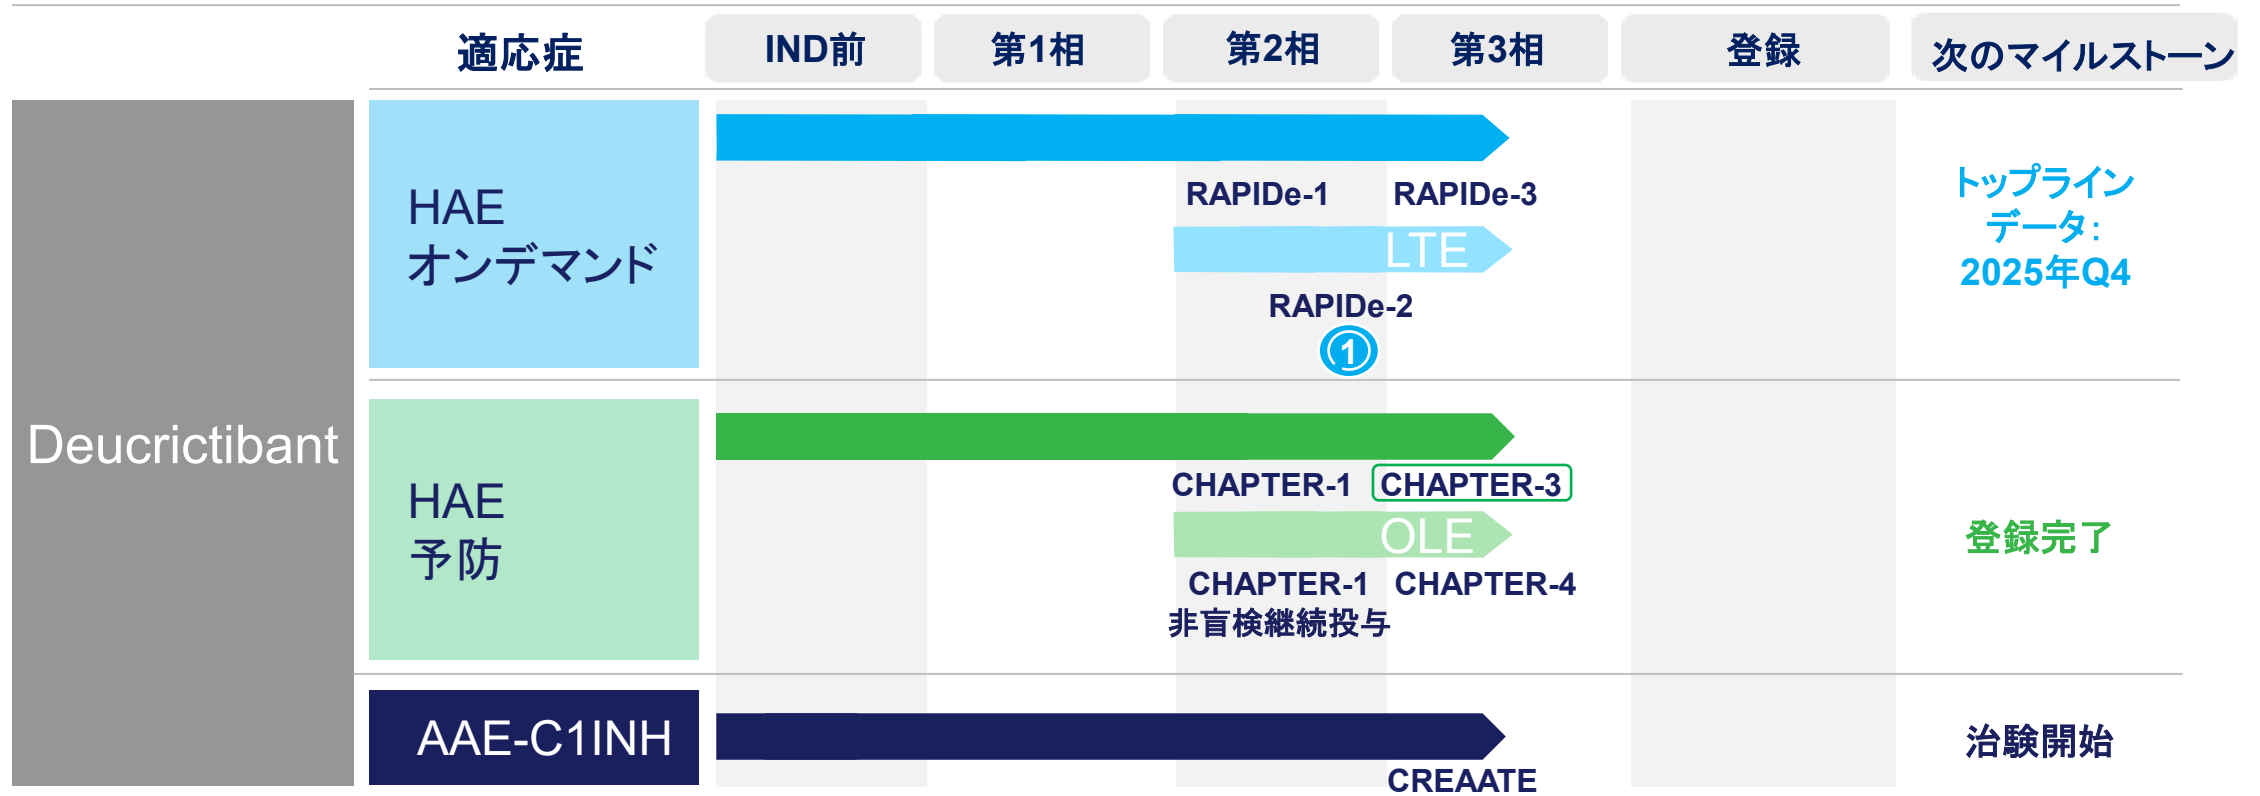 適応症
IND前
第1相
第2相
第3相
登録
次のマイルストーン
Deucrictibant
HAE
オンデマンド
RAPIDe-1
RAPIDe-3
LTE
RAPIDe-2
①
トップライン
データ:
2025年Q4
HAE
予防
CHAPTER-1
CHAPTER-3
OLE
CHAPTER-1
非盲検継続投与
CHAPTER-4
登録完了
AAE-C1INH
CREAATE
治験開始